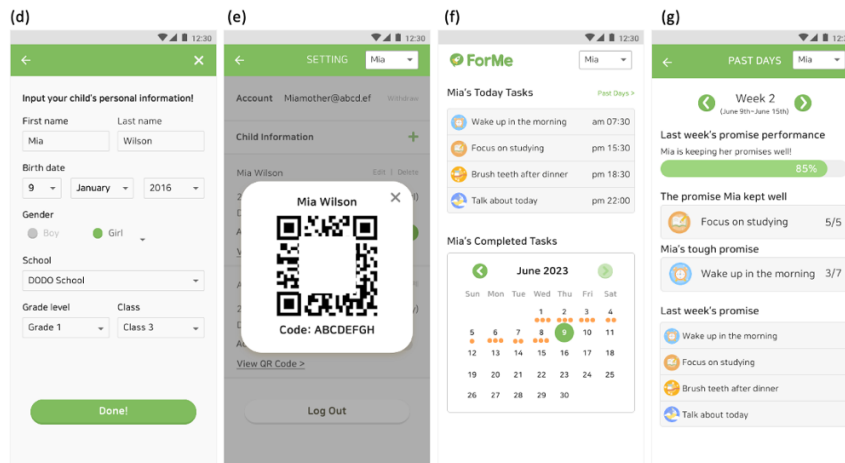 (d)
12:30
Input your child's personal information!
First name Last name
Mia Wilson
Birth date
9 January 2016
Gender
Boy Girl
School
DODO School
Grade level Class
Grade 1 Class 3
Done!
(e)
12:30
SETTING Mia
Account Miamother@abcd.ef Withdraw
Child Information +
Mia Wilson Edit | Delete
Mia Wilson
Code: ABCDEFGH
View QR Code >
Log Out
(f)
12:30
ForMe Mia
Mia's Today Tasks Past Days >
Wake up in the morning am 07:30
Focus on studying pm 15:30
Brush teeth after dinner pm 18:30
Talk about today pm 22:00
Mia's Completed Tasks
June 2023
Sun Mon Tue Wed Thu Fri Sat
1 2 3 4
5 6 7 8 9 10 11
12 13 14 15 16 17 18
19 20 21 22 23 24 25
26 27 28 29 30
(g)
PAST DAYS Mia
Week 2
(June 9th~June 15th)
Last week's promise performance
Mia is keeping her promises well!
85%
The promise Mia kept well
Focus on studying 5/5
Mia's tough promise
Wake up in the morning 3/7
Last week's promise
Wake up in the morning
Focus on studying
Brush teeth after dinner
Talk about today